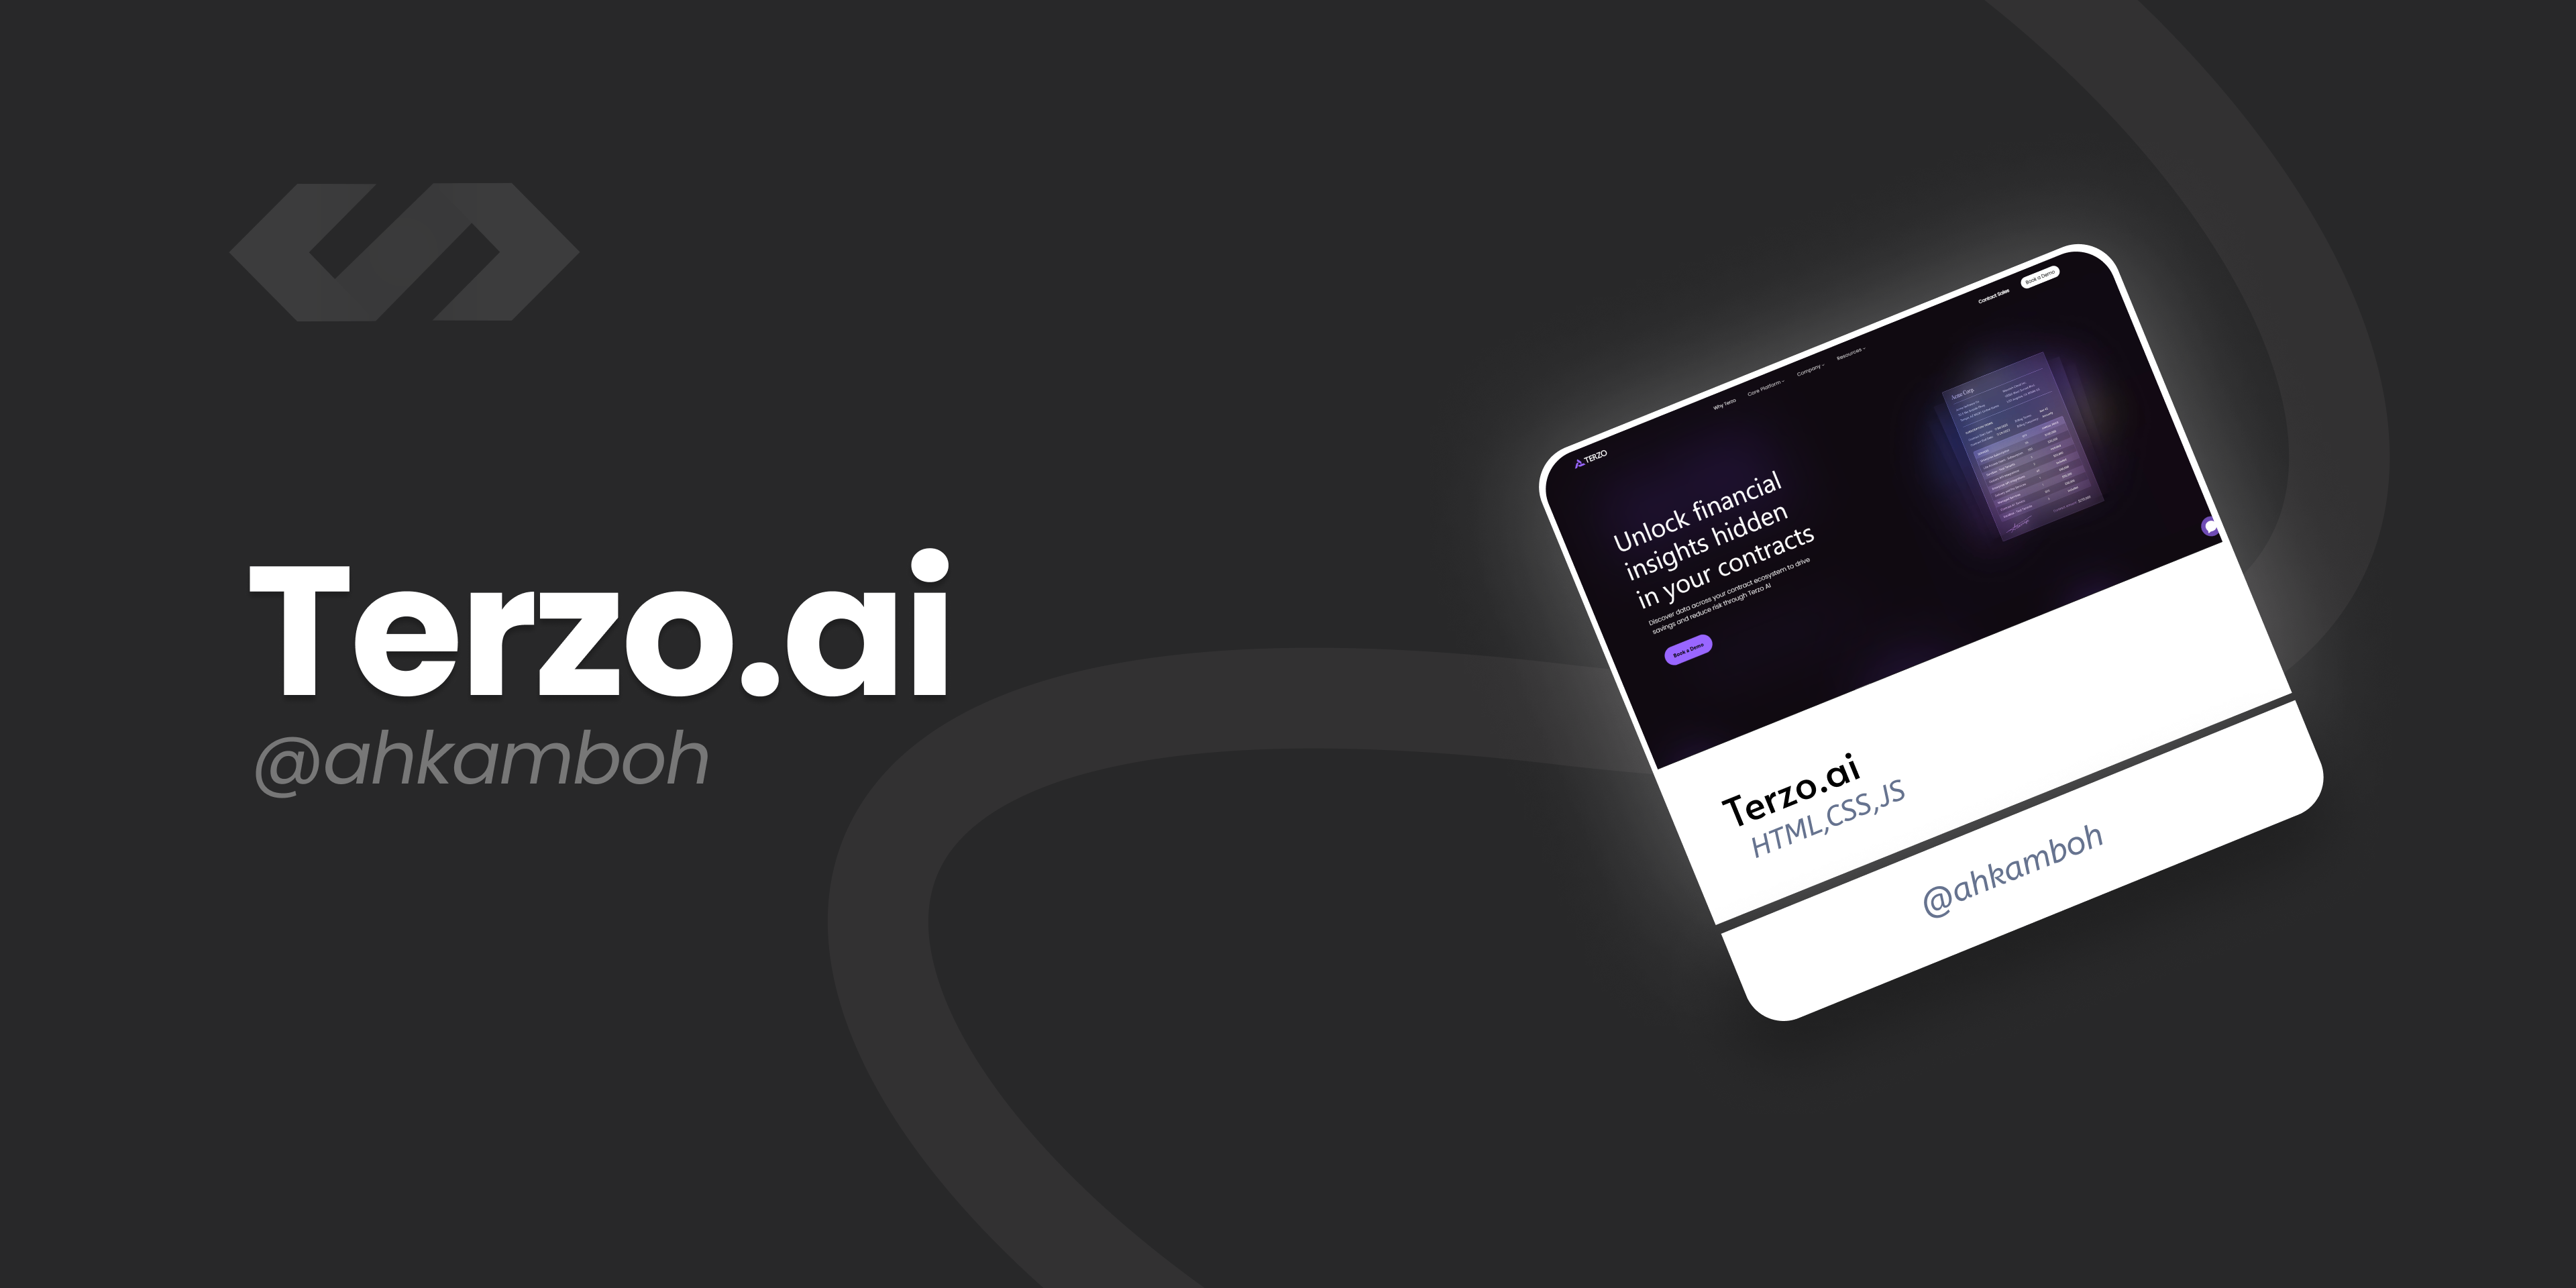 Terzo.ai
@ahkamboh
TERZO
Why Terzo
Core Platform
Company
Resources
Contact Sales
Book a Demo
Unlock financial
insights hidden
in your contracts
Discover data across your contract ecosystem to drive
savings and reduce risk through Terzo AI
Book a Demo
Acme Corp
Terzo.ai
HTML,CSS,JS
@ahkamboh